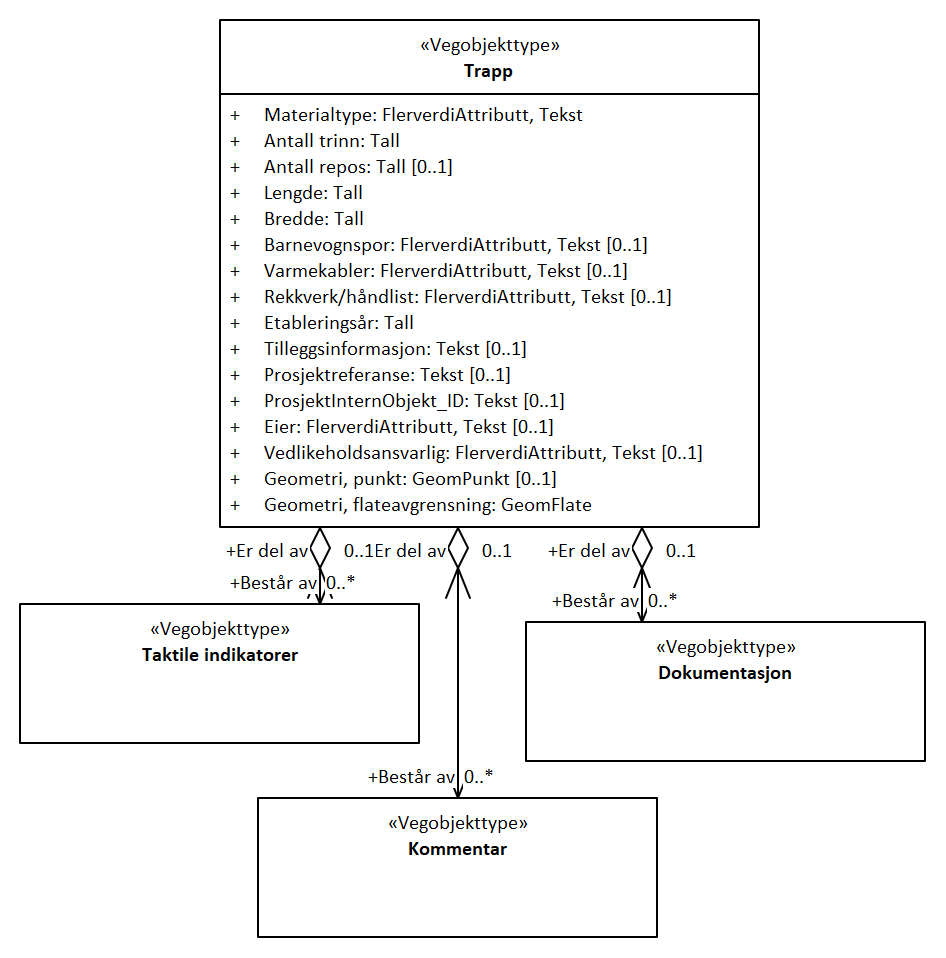 «Vegobjekttype»
Trapp
+ Materialtype: FlerverdiAttributt, Tekst
+ Antall trinn: Tall
+ Antall repos: Tall [0..1]
+ Lengde: Tall
+ Bredde: Tall
+ Barnevognspor: FlerverdiAttributt, Tekst [0..1]
+ Varmekabler: FlerverdiAttributt, Tekst [0..1]
+ Rekkverk/håndlist: FlerverdiAttributt, Tekst [0..1]
+ Etableringsår: Tall
+ Tilleggsinformasjon: Tekst [0..1]
+ Prosjektreferanse: Tekst [0..1]
+ ProsjektInternObjekt_ID: Tekst [0..1]
+ Eier: FlerverdiAttributt, Tekst [0..1]
+ Vedlikeholdsansvarlig: FlerverdiAttributt, Tekst [0..1]
+ Geometri, punkt: GeomPunkt [0..1]
+ Geometri, flateavgrensning: GeomFlate
+Er del av 0..1 Er del av 0..1 +Er del av 0..1
+Består av 0..*
+Består av 0..*
«Vegobjekttype»
Taktile indikatorer
«Vegobjekttype»
Dokumentasjon
+Består av 0..*
«Vegobjekttype»
Kommentar